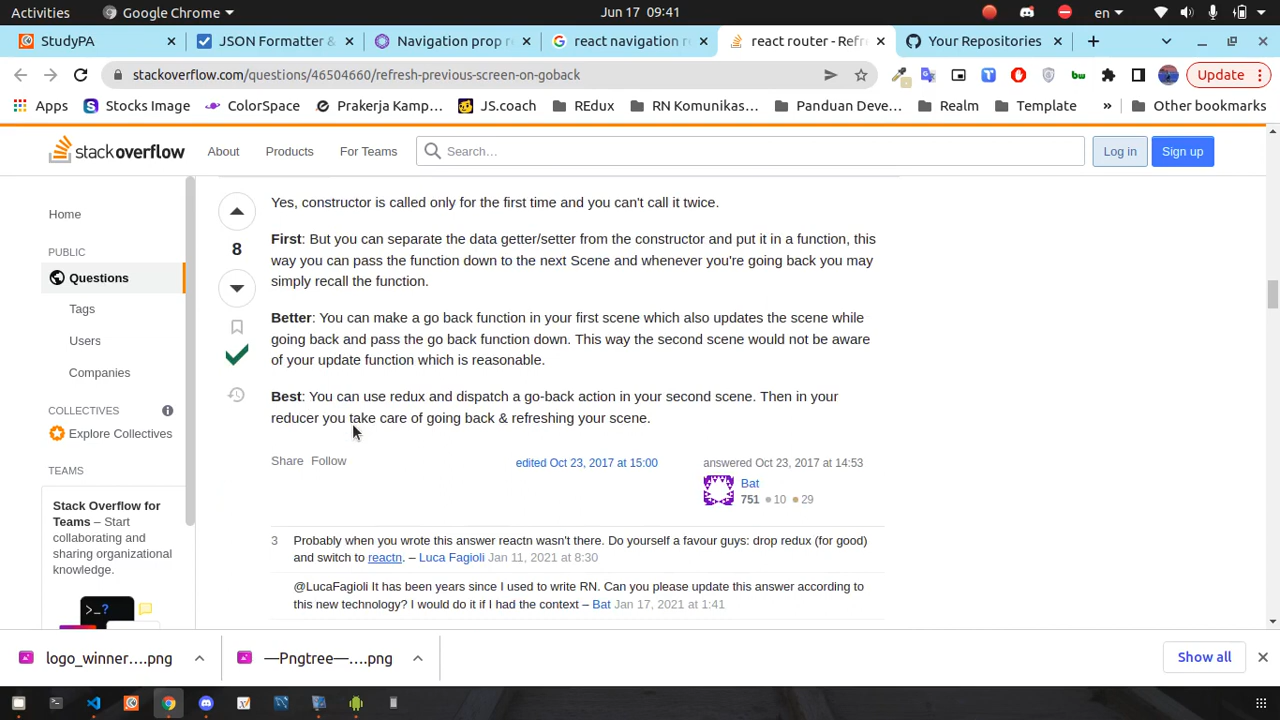 Activities Google Chrome Jun 17 09:41 en
StudyPA JSON Formatter & Navigation prop r react navigation r react router - Refr Your Repositories
stackoverflow.com/questions/46504660/refresh-previous-screen-on-goback bw Update
Apps Stocks Image ColorSpace Prakerja Kamp... JS.coach REdux RN Komunikas... Panduan Deve... Realm Template » Other bookmarks
stackoverflow About Products For Teams Search... Log in Sign up
Home
PUBLIC
Questions
Tags
Users
Companies
COLLECTIVES
Explore Collectives
TEAMS
Stack Overflow for
Teams – Start
collaborating and
sharing organizational
knowledge.
>_?
Yes, constructor is called only for the first time and you can't call it twice.
8
First: But you can separate the data getter/setter from the constructor and put it in a function, this
way you can pass the function down to the next Scene and whenever you're going back you may
simply recall the function.
Better: You can make a go back function in your first scene which also updates the scene while
going back and pass the go back function down. This way the second scene would not be aware
of your update function which is reasonable.
Best: You can use redux and dispatch a go-back action in your second scene. Then in your
reducer you take care of going back & refreshing your scene.
Share Follow edited Oct 23, 2017 at 15:00 answered Oct 23, 2017 at 14:53
Bat
751 10 29
3 Probably when you wrote this answer reactn wasn't there. Do yourself a favour guys: drop redux (for good)
and switch to reactn. – Luca Fagioli Jan 11, 2021 at 8:30
@LucaFagioli It has been years since I used to write RN. Can you please update this answer according to
this new technology? I would do it if I had the context – Bat Jan 17, 2021 at 1:41
logo_winner....png —Pngtree—....png Show all